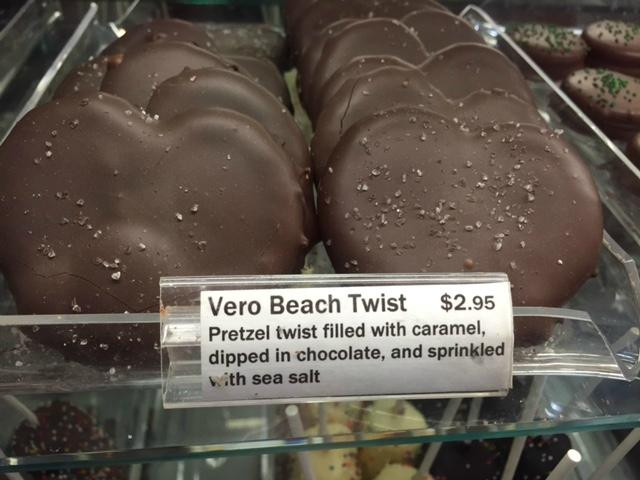 Vero Beach Twist $2.95
Pretzel twist filled with caramel,
dipped in chocolate, and sprinkled
with sea salt